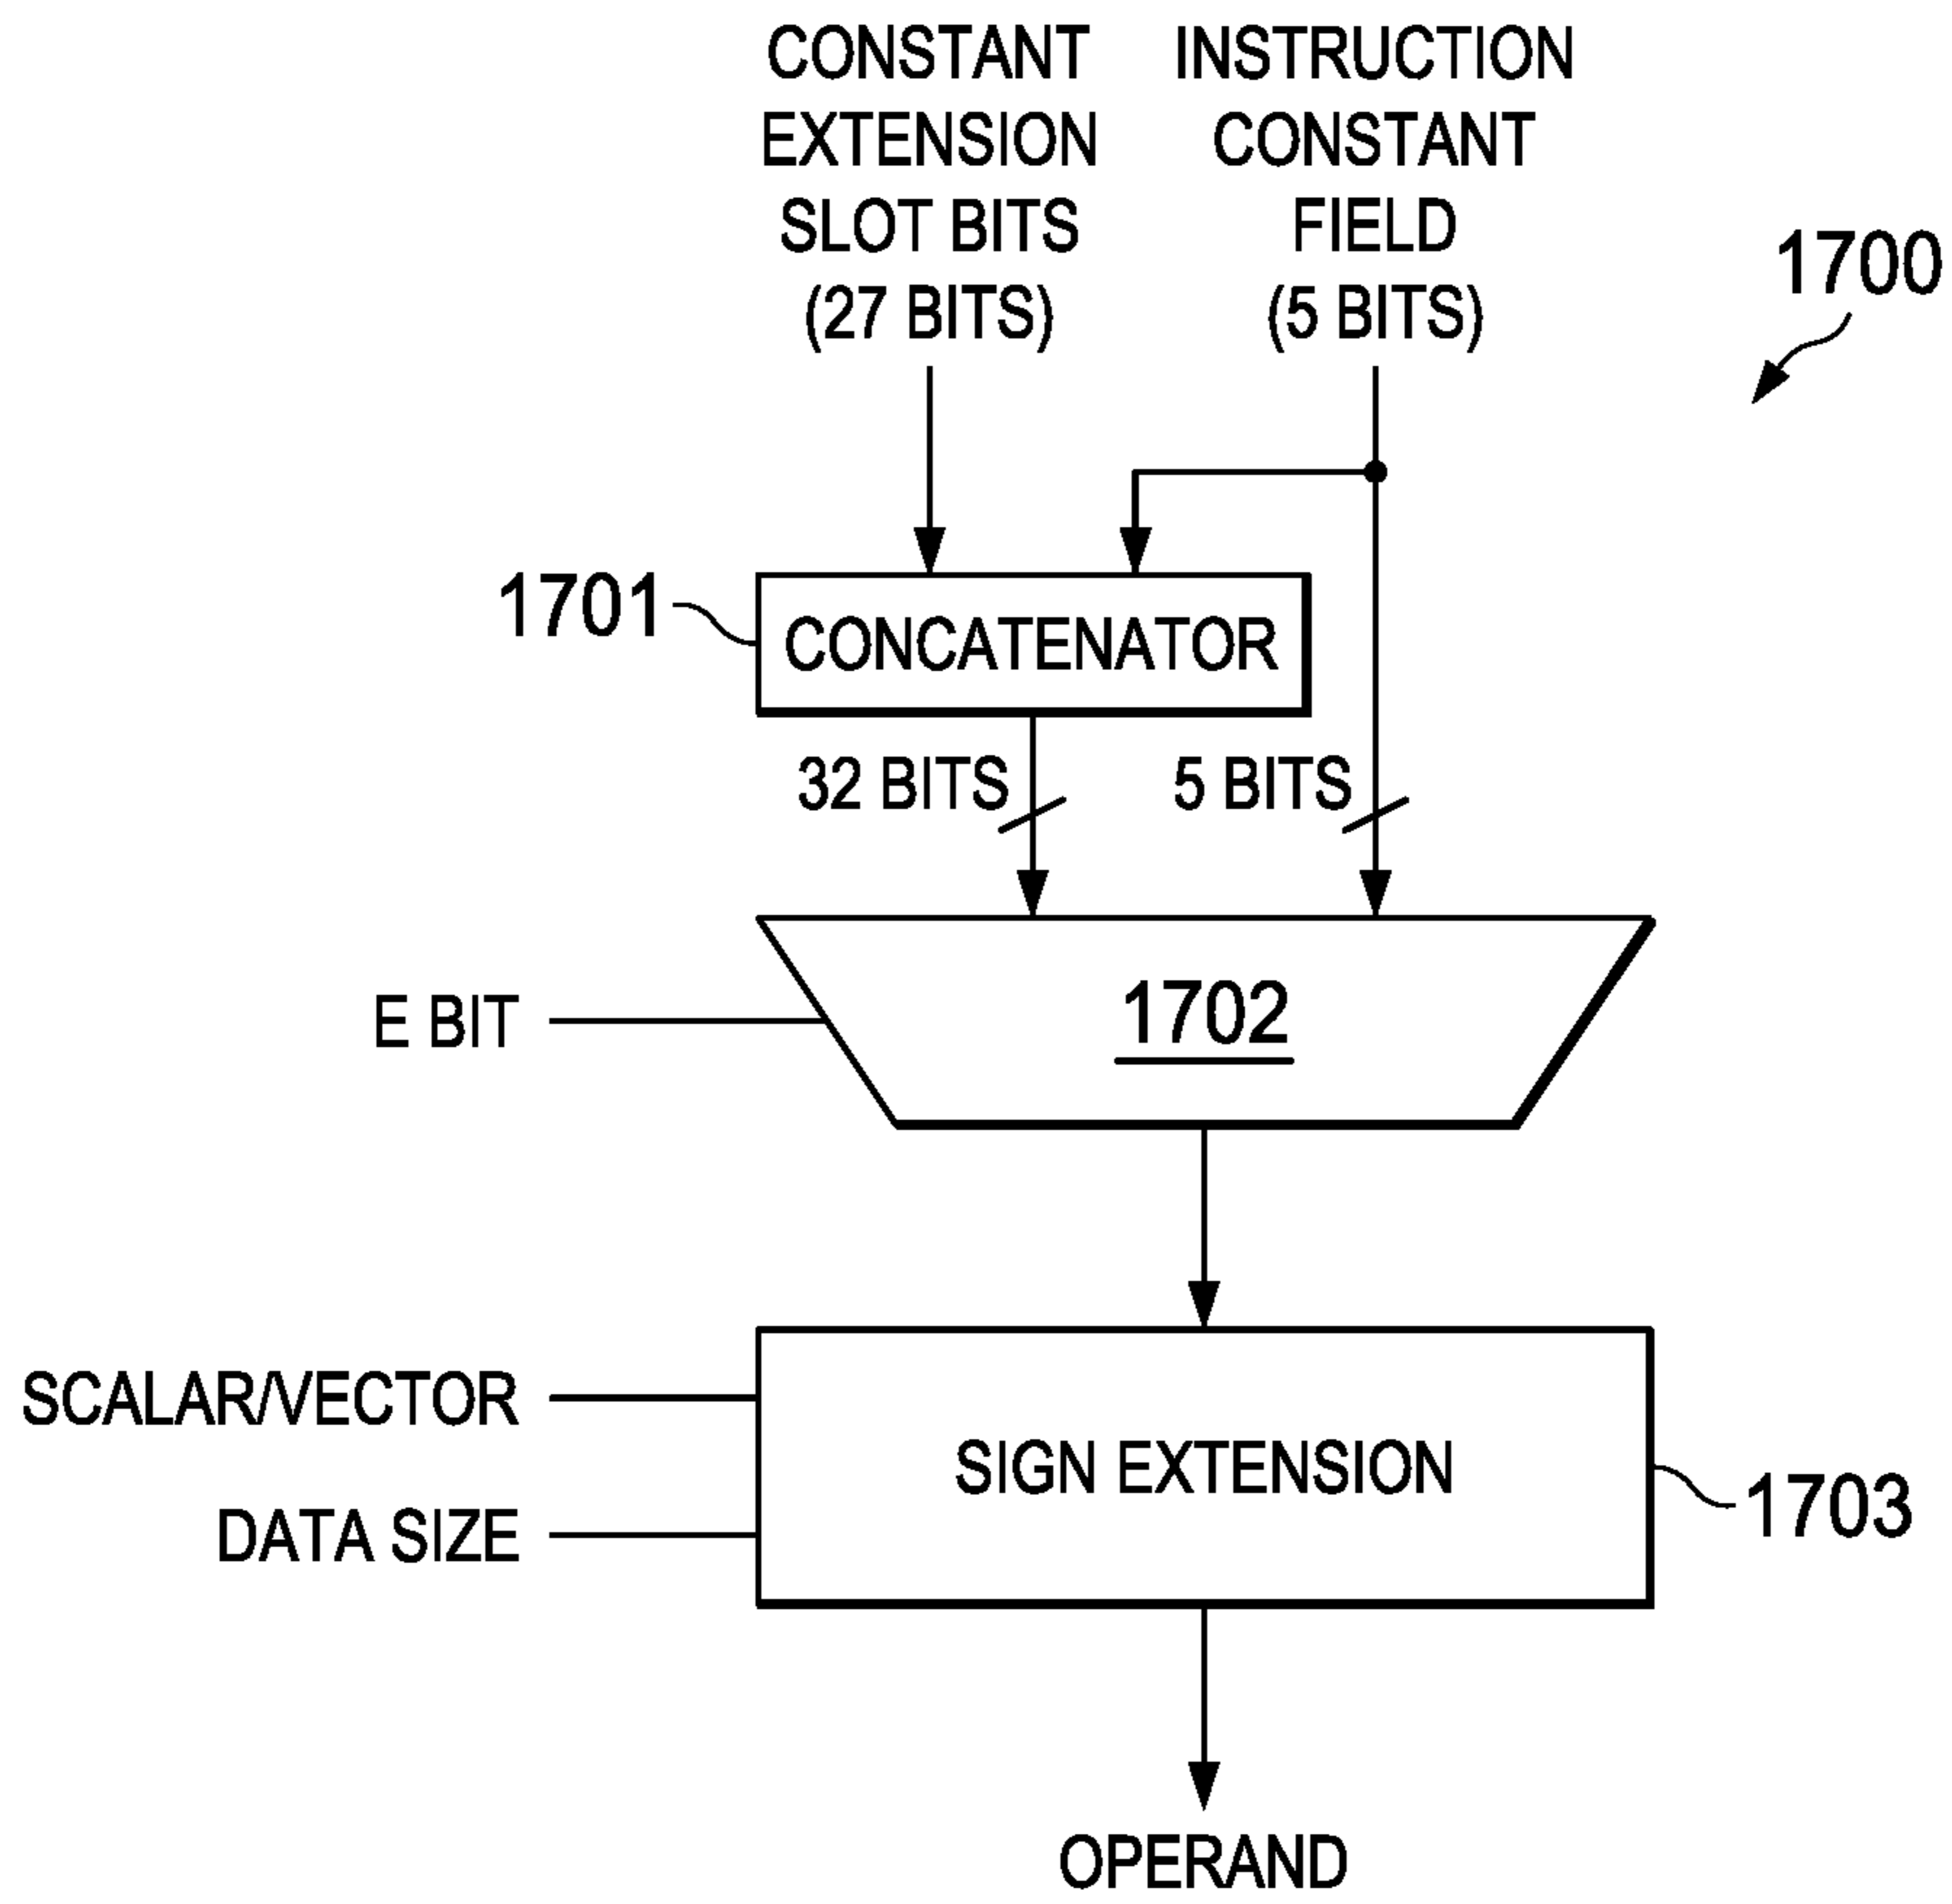 CONSTANT
EXTENSION
SLOT BITS
(27 BITS)
INSTRUCTION
CONSTANT
FIELD
(5 BITS)
1700
1701
CONCATENATOR
32 BITS
5 BITS
E BIT
1702
SCALAR/VECTOR
DATA SIZE
SIGN EXTENSION
1703
OPERAND